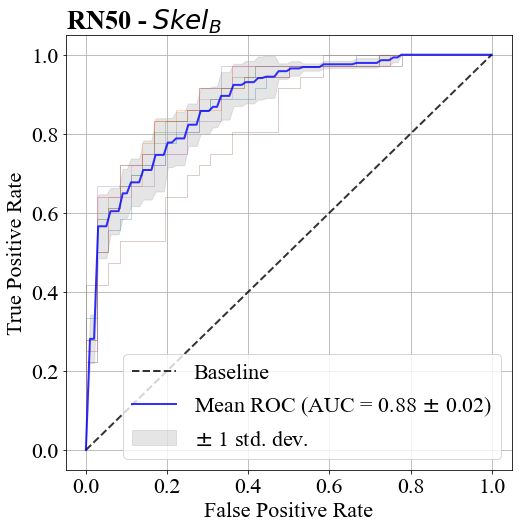 RN50 - Skel_B
1.0
0.8
0.6
0.4
0.2
0.0
True Positive Rate
Baseline
Mean ROC (AUC = 0.88 ± 0.02)
± 1 std. dev.
0.0 0.2 0.4 0.6 0.8 1.0
False Positive Rate